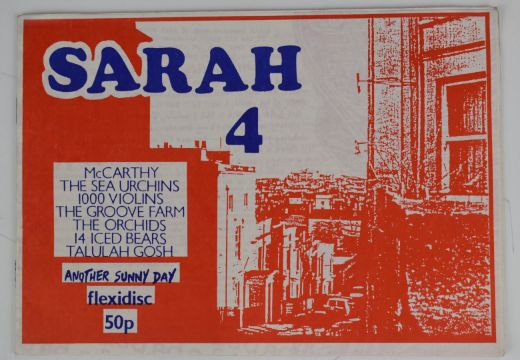 SARAH
4
McCARTHY
THE SEA URCHINS
1000 VIOLINS
THE GROOVE FARM
THE ORCHIDS
14 ICED BEARS
TALULAH GOSH
ANOTHER SUNNY DAY
flexidisc
50p